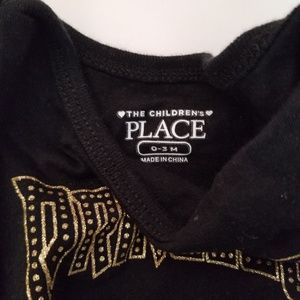 ♥THE CHILDREN'S♥
PLACE
0-3 M
MADE IN CHINA